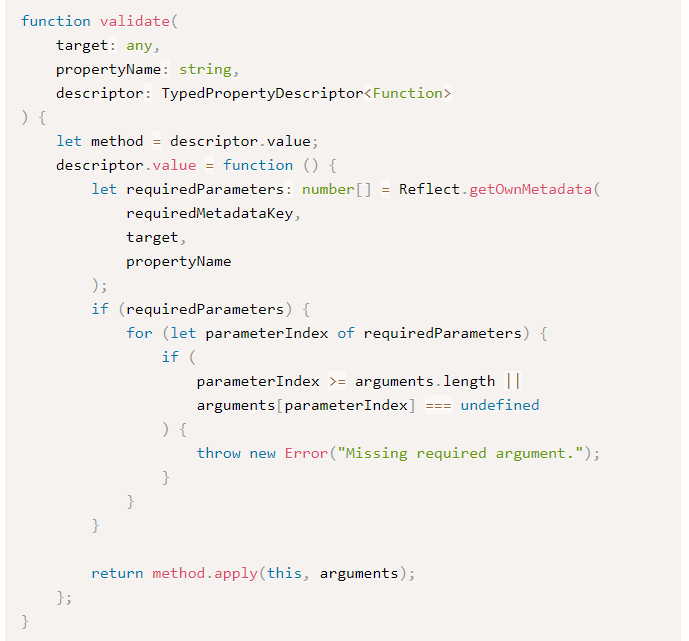 function validate(
    target: any,
    propertyName: string,
    descriptor: TypedPropertyDescriptor<Function>
) {
    let method = descriptor.value;
    descriptor.value = function () {
        let requiredParameters: number[] = Reflect.getOwnMetadata(
            requiredMetadataKey,
            target,
            propertyName
        );
        if (requiredParameters) {
            for (let parameterIndex of requiredParameters) {
                if (
                    parameterIndex >= arguments.length ||
                    arguments[parameterIndex] === undefined
                ) {
                    throw new Error("Missing required argument.");
                }
            }
        }

        return method.apply(this, arguments);
    };
}